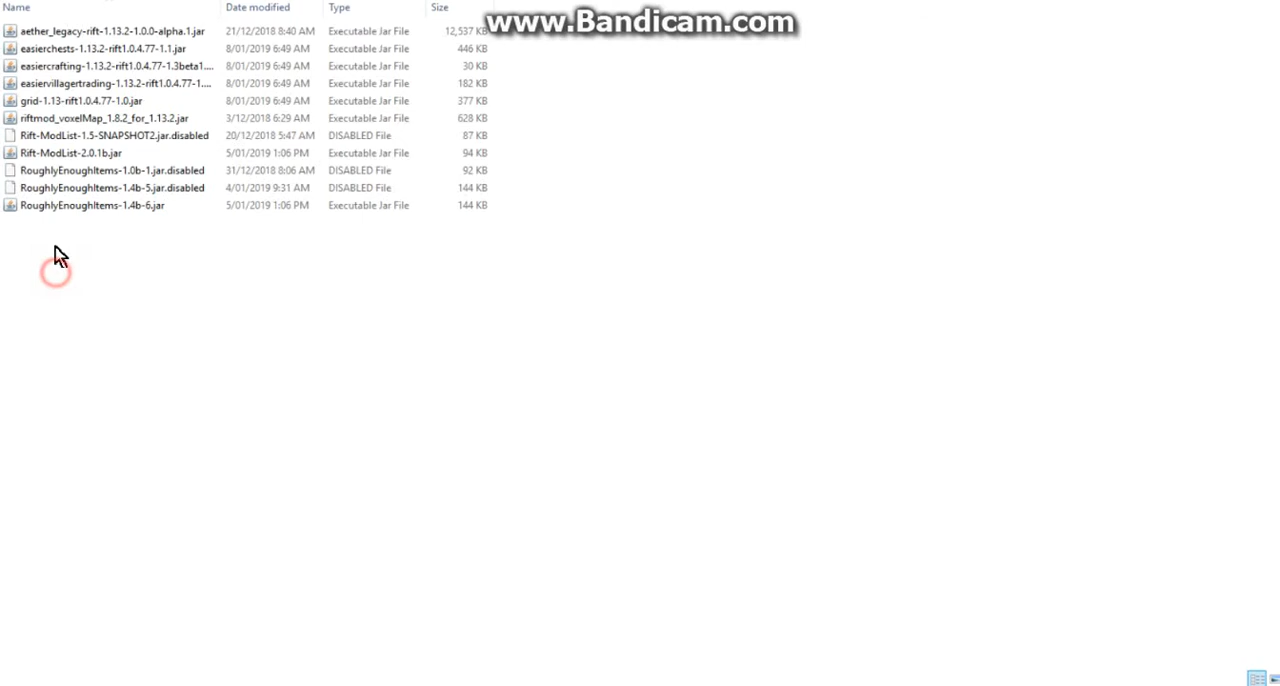 Name Date modified Type Size
www.Bandicam.com
aether_legacy-rift-1.13.2-1.0.0-alpha.1.jar 21/12/2018 8:40 AM Executable Jar File 12,537 KB
easierchests-1.13.2-rift1.0.4.77-1.1.jar 8/01/2019 6:49 AM Executable Jar File 446 KB
easiercrafting-1.13.2-rift1.0.4.77-1.3beta1.... 8/01/2019 6:49 AM Executable Jar File 30 KB
easiervillagertrading-1.13.2-rift1.0.4.77-1.... 8/01/2019 6:49 AM Executable Jar File 182 KB
grid-1.13-rift1.0.4.77-1.0.jar 8/01/2019 6:49 AM Executable Jar File 377 KB
riftmod_voxelMap_1.8.2_for_1.13.2.jar 3/12/2018 6:29 AM Executable Jar File 628 KB
Rift-ModList-1.5-SNAPSHOT2.jar.disabled 20/12/2018 5:47 AM DISABLED File 87 KB
Rift-ModList-2.0.1b.jar 5/01/2019 1:06 PM Executable Jar File 94 KB
RoughlyEnoughItems-1.0b-1.jar.disabled 31/12/2018 8:06 AM DISABLED File 92 KB
RoughlyEnoughItems-1.4b-5.jar.disabled 4/01/2019 9:31 AM DISABLED File 144 KB
RoughlyEnoughItems-1.4b-6.jar 5/01/2019 1:06 PM Executable Jar File 144 KB